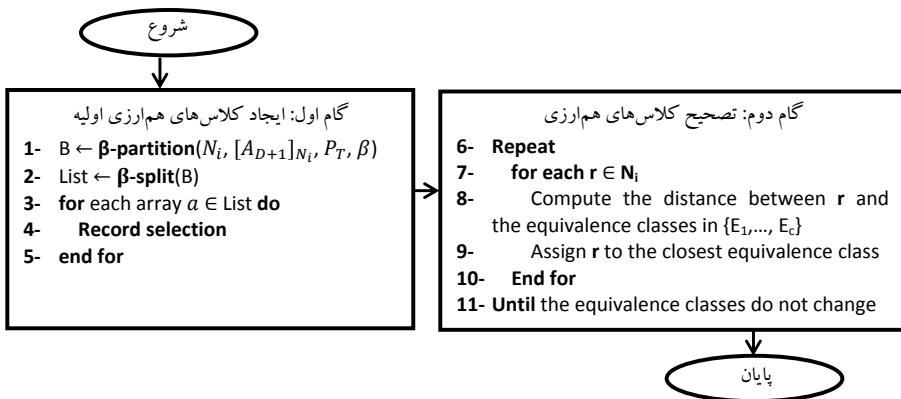 شروع
گام اول: ایجاد کلاس‌های هم‌ارزی اولیه
1- B ← β-partition(Nᵢ, [A_{D+1}]_{Nᵢ}, P_T, β)
2- List ← β-split(B)
3- for each array a ∈ List do
4- Record selection
5- end for
گام دوم: تصحیح کلاس‌های هم‌ارزی
6- Repeat
7- for each r ∈ Nᵢ
8- Compute the distance between r and
the equivalence classes in {E₁,..., E_c}
9- Assign r to the closest equivalence class
10- End for
11- Until the equivalence classes do not change
پایان